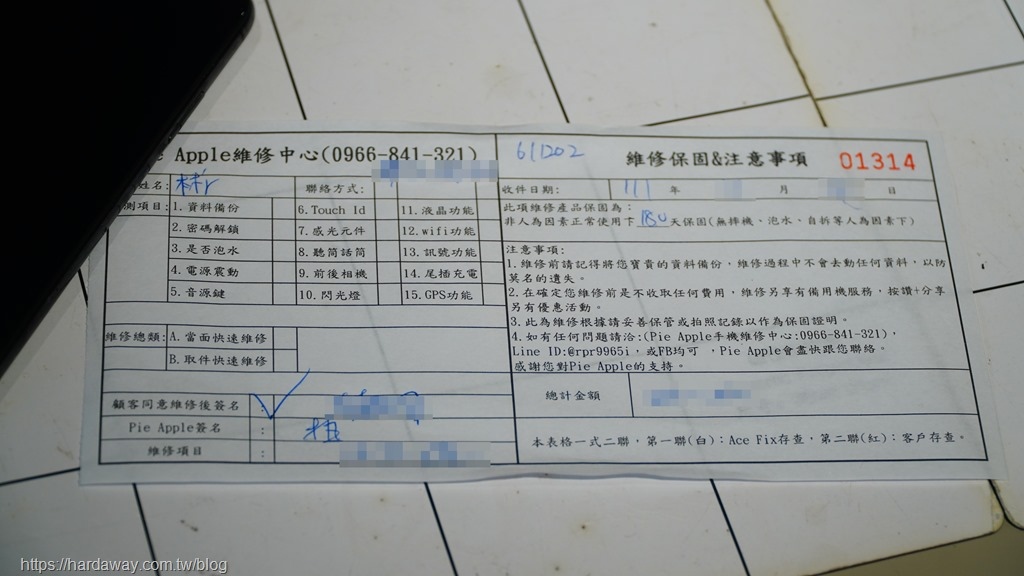 Apple維修中心(0966-841-321)
姓名: 林 聯絡方式:
測項目: 1.資料備份 6.Touch Id 11.液晶功能
2.密碼解鎖 7.感光元件 12.wifi功能
3.是否泡水 8.聽筒話筒 13.訊號功能
4.電源震動 9.前後相機 14.尾插充電
5.音源鍵 10.閃光燈 15.GPS功能
維修總類: A.當面快速維修
B.取件快速維修
顧客同意維修後簽名 :
Pie Apple簽名 :
維修項目 :
611202 維修保固&注意事項 01314
收件日期: 111 年 月 日
此項維修產品保固為:
非人為因素正常使用下 180 天保固(無摔機、泡水、自拆等人為因素下)
注意事項:
1.維修前請記得將您寶貴的資料備份，維修過程中不會去動任何資料，以防
莫名的遺失。
2.在確定您維修前是不收取任何費用，維修另享有備用機服務，按讚+分享
另有優惠活動。
3.此為維修根據請妥善保管或拍照記錄以作為保固證明。
4.如有任何問題請洽:(Pie Apple手機維修中心:0966-841-321)，
Line ID:@rpr9965i，或FB均可 ，Pie Apple會盡快跟您聯絡。
感謝您對Pie Apple的支持。
總計金額
本表格一式二聯，第一聯(白)：Ace Fix存查，第二聯(紅)：客戶存查。
https://hardaway.com.tw/blog